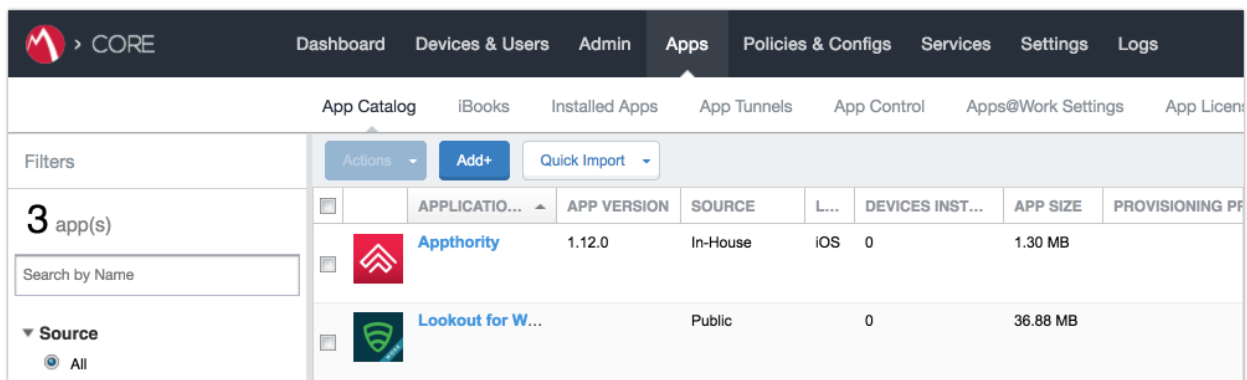 › CORE Dashboard Devices & Users Admin Apps Policies & Configs Services Settings Logs
App Catalog iBooks Installed Apps App Tunnels App Control Apps@Work Settings App Licen
Filters Actions Add+ Quick Import
3 app(s)
APPLICATIO... APP VERSION SOURCE L... DEVICES INST... APP SIZE PROVISIONING PR
Appthority 1.12.0 In-House iOS 0 1.30 MB
Search by Name
Lookout for W... Public 0 36.88 MB
Source
All